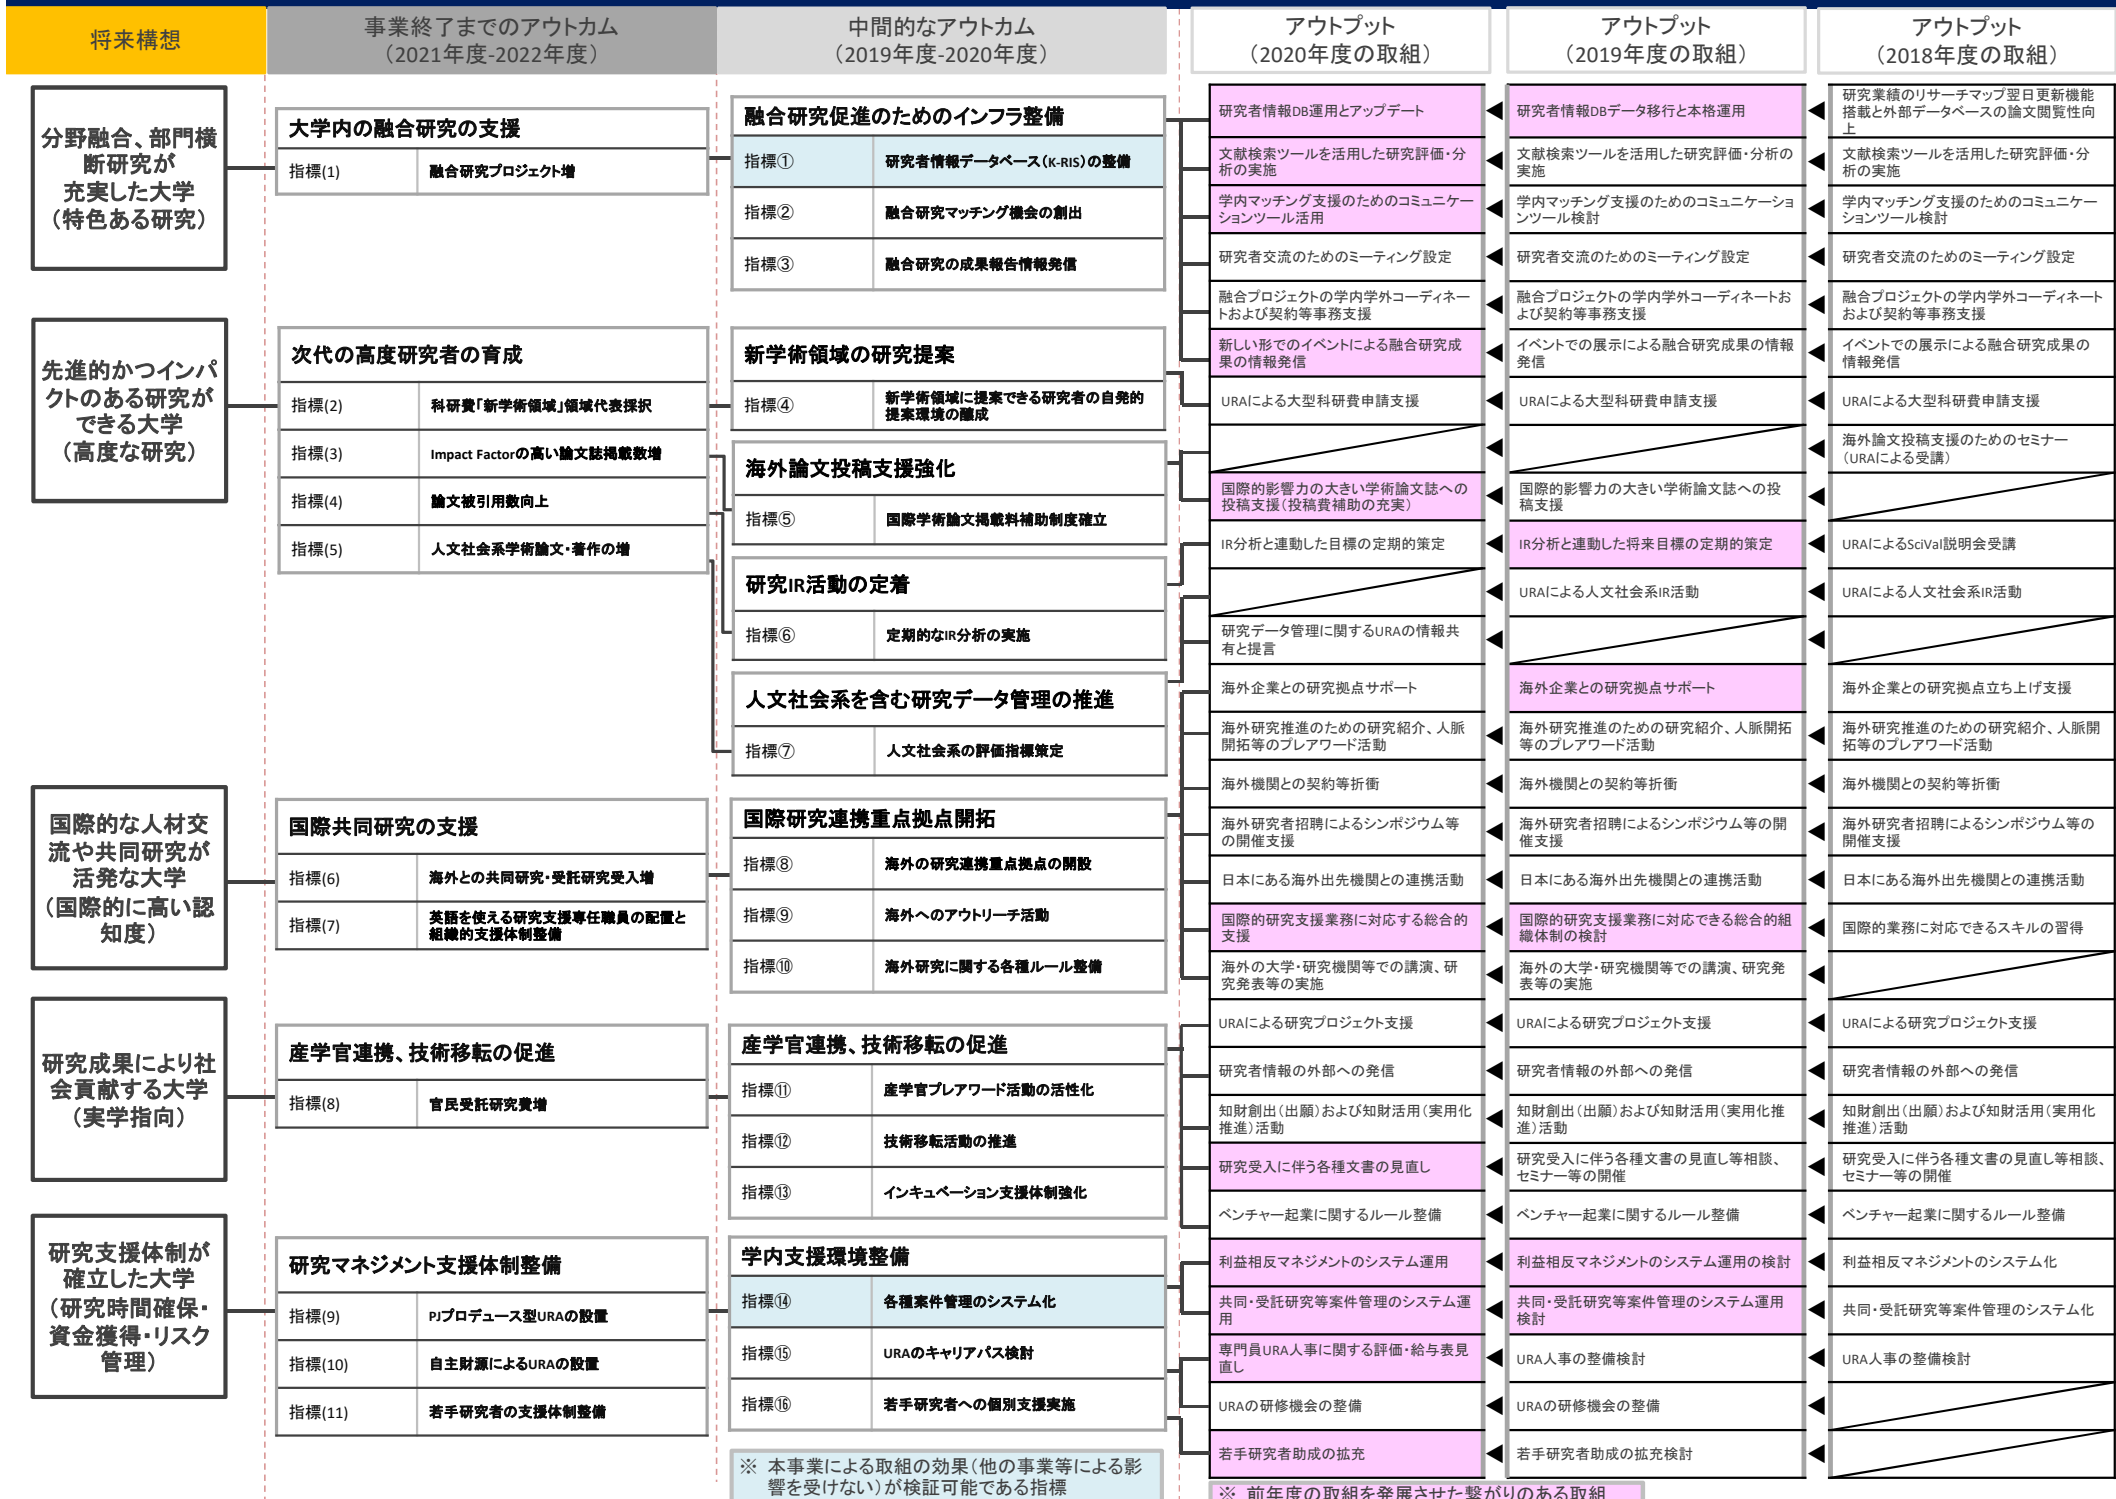 将来構想
事業終了までのアウトカム
（2021年度-2022年度）
中間的なアウトカム
（2019年度-2020年度）
アウトプット
（2020年度の取組）
アウトプット
（2019年度の取組）
アウトプット
（2018年度の取組）
分野融合、部門横
断研究が
充実した大学
（特色ある研究）
大学内の融合研究の支援
指標(1)
融合研究プロジェクト増
融合研究促進のためのインフラ整備
指標①
研究者情報データベース（K-RIS）の整備
指標②
融合研究マッチング機会の創出
指標③
融合研究の成果報告情報発信
先進的かつインパ
クトのある研究が
できる大学
（高度な研究）
次代の高度研究者の育成
指標(2)
科研費「新学術領域」領域代表採択
指標(3)
Impact Factorの高い論文誌掲載数増
指標(4)
論文被引用数向上
指標(5)
人文社会系学術論文・著作の増
新学術領域の研究提案
指標④
新学術領域に提案できる研究者の自発的
提案環境の醸成
海外論文投稿支援強化
指標⑤
国際学術論文掲載料補助制度確立
研究IR活動の定着
指標⑥
定期的なIR分析の実施
人文社会系を含む研究データ管理の推進
指標⑦
人文社会系の評価指標策定
国際的な人材交
流や共同研究が
活発な大学
（国際的に高い認
知度）
国際共同研究の支援
指標(6)
海外との共同研究・受託研究受入増
指標(7)
英語を使える研究支援専任職員の配置と
組織的支援体制整備
国際研究連携重点拠点開拓
指標⑧
海外の研究連携重点拠点の開設
指標⑨
海外へのアウトリーチ活動
指標⑩
海外研究に関する各種ルール整備
研究成果により社
会貢献する大学
（実学指向）
産学官連携、技術移転の促進
指標(8)
官民受託研究費増
産学官連携、技術移転の促進
指標⑪
産学官プレアワード活動の活性化
指標⑫
技術移転活動の推進
指標⑬
インキュベーション支援体制強化
研究支援体制が
確立した大学
（研究時間確保・
資金獲得・リスク
管理）
研究マネジメント支援体制整備
指標(9)
PJプロデュース型URAの設置
指標(10)
自主財源によるURAの設置
指標(11)
若手研究者の支援体制整備
学内支援環境整備
指標⑭
各種案件管理のシステム化
指標⑮
URAのキャリアパス検討
指標⑯
若手研究者への個別支援実施
※ 本事業による取組の効果（他の事業等による影
響を受けない）が検証可能である指標
研究者情報DB運用とアップデート
研究者情報DBデータ移行と本格運用
研究業績のリサーチマップ翌日更新機能
搭載と外部データベースの論文閲覧性向
上
文献検索ツールを活用した研究評価・分
析の実施
文献検索ツールを活用した研究評価・分析の
実施
文献検索ツールを活用した研究評価・分
析の実施
学内マッチング支援のためのコミュニケー
ションツール活用
学内マッチング支援のためのコミュニケーショ
ンツール検討
学内マッチング支援のためのコミュニケー
ションツール検討
研究者交流のためのミーティング設定
研究者交流のためのミーティング設定
研究者交流のためのミーティング設定
融合プロジェクトの学内学外コーディネー
トおよび契約等事務支援
融合プロジェクトの学内学外コーディネートお
よび契約等事務支援
融合プロジェクトの学内学外コーディネート
および契約等事務支援
新しい形でのイベントによる融合研究成
果の情報発信
イベントでの展示による融合研究成果の情報
発信
イベントでの展示による融合研究成果の
情報発信
URAによる大型科研費申請支援
URAによる大型科研費申請支援
URAによる大型科研費申請支援
海外論文投稿支援のためのセミナー
（URAによる受講）
国際的影響力の大きい学術論文誌への
投稿支援（投稿費補助の充実）
国際的影響力の大きい学術論文誌への投
稿支援
IR分析と連動した目標の定期的策定
IR分析と連動した将来目標の定期的策定
URAによるSciVal説明会受講
URAによる人文社会系IR活動
URAによる人文社会系IR活動
研究データ管理に関するURAの情報共
有と提言
海外企業との研究拠点サポート
海外企業との研究拠点サポート
海外企業との研究拠点立ち上げ支援
海外研究推進のための研究紹介、人脈
開拓等のプレアワード活動
海外研究推進のための研究紹介、人脈開拓
等のプレアワード活動
海外研究推進のための研究紹介、人脈開
拓等のプレアワード活動
海外機関との契約等折衝
海外機関との契約等折衝
海外機関との契約等折衝
海外研究者招聘によるシンポジウム等
の開催支援
海外研究者招聘によるシンポジウム等の開
催支援
海外研究者招聘によるシンポジウム等の
開催支援
日本にある海外出先機関との連携活動
日本にある海外出先機関との連携活動
日本にある海外出先機関との連携活動
国際的研究支援業務に対応する総合的
支援
国際的研究支援業務に対応できる総合的組
織体制の検討
国際的業務に対応できるスキルの習得
海外の大学・研究機関等での講演、研
究発表等の実施
海外の大学・研究機関等での講演、研究発
表等の実施
URAによる研究プロジェクト支援
URAによる研究プロジェクト支援
URAによる研究プロジェクト支援
研究者情報の外部への発信
研究者情報の外部への発信
研究者情報の外部への発信
知財創出（出願）および知財活用（実用化
推進）活動
知財創出（出願）および知財活用（実用化推
進）活動
知財創出（出願）および知財活用（実用化
推進）活動
研究受入に伴う各種文書の見直し
研究受入に伴う各種文書の見直し等相談、
セミナー等の開催
研究受入に伴う各種文書の見直し等相談、
セミナー等の開催
ベンチャー起業に関するルール整備
ベンチャー起業に関するルール整備
ベンチャー起業に関するルール整備
利益相反マネジメントのシステム運用
利益相反マネジメントのシステム運用の検討
利益相反マネジメントのシステム化
共同・受託研究等案件管理のシステム運
用
共同・受託研究等案件管理のシステム運用
検討
共同・受託研究等案件管理のシステム化
専門員URA人事に関する評価・給与表見
直し
URA人事の整備検討
URA人事の整備検討
URAの研修機会の整備
URAの研修機会の整備
若手研究者助成の拡充
若手研究者助成の拡充検討
※ 前年度の取組を発展させた繋がりのある取組